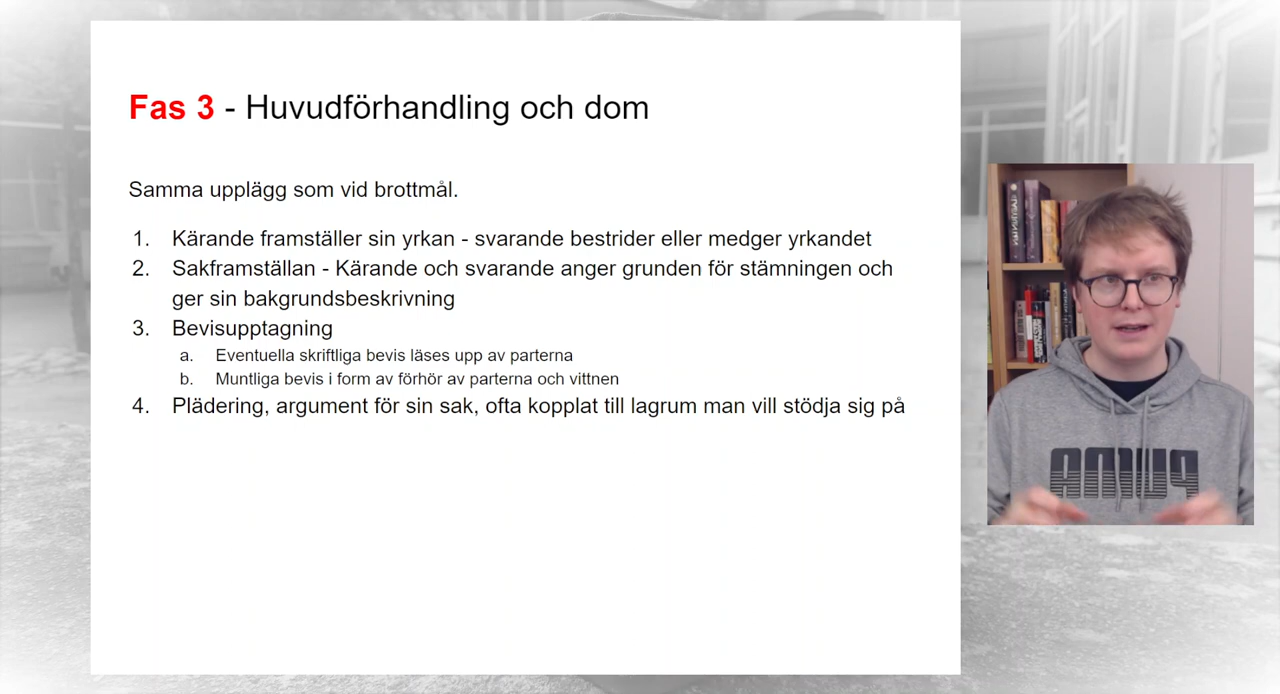 Fas 3 - Huvudförhandling och dom
Samma upplägg som vid brottmål.
1. Kärande framställer sin yrkan - svarande bestrider eller medger yrkandet
2. Sakframställan - Kärande och svarande anger grunden för stämningen och
ger sin bakgrundsbeskrivning
3. Bevisupptagning
a. Eventuella skriftliga bevis läses upp av parterna
b. Muntliga bevis i form av förhör av parterna och vittnen
4. Plädering, argument för sin sak, ofta kopplat till lagrum man vill stödja sig på